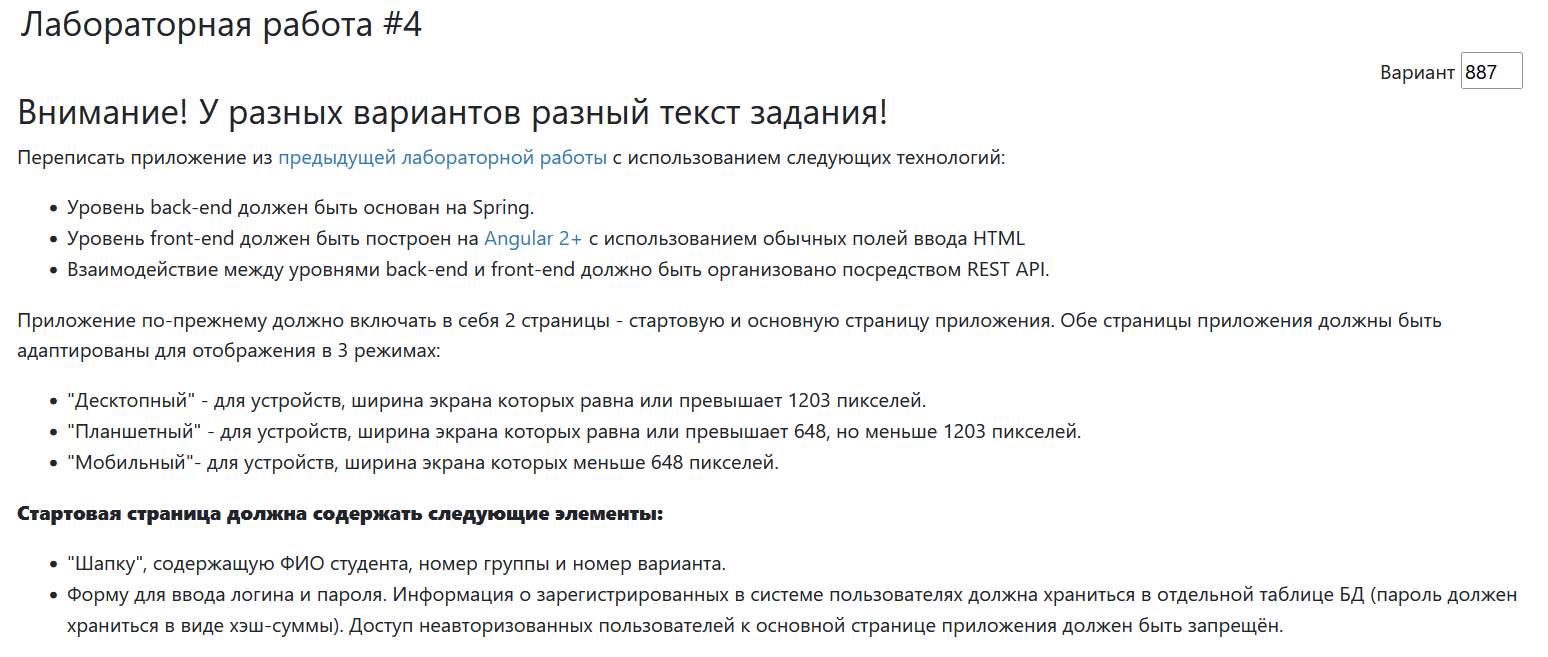 Лабораторная работа #4
Вариант 887
Внимание! У разных вариантов разный текст задания!
Переписать приложение из предыдущей лабораторной работы с использованием следующих технологий:
• Уровень back-end должен быть основан на Spring.
• Уровень front-end должен быть построен на Angular 2+ с использованием обычных полей ввода HTML
• Взаимодействие между уровнями back-end и front-end должно быть организовано посредством REST API.
Приложение по-прежнему должно включать в себя 2 страницы - стартовую и основную страницу приложения. Обе страницы приложения должны быть
адаптированы для отображения в 3 режимах:
• "Десктопный" - для устройств, ширина экрана которых равна или превышает 1203 пикселей.
• "Планшетный" - для устройств, ширина экрана которых равна или превышает 648, но меньше 1203 пикселей.
• "Мобильный"- для устройств, ширина экрана которых меньше 648 пикселей.
Стартовая страница должна содержать следующие элементы:
• "Шапку", содержащую ФИО студента, номер группы и номер варианта.
• Форму для ввода логина и пароля. Информация о зарегистрированных в системе пользователях должна храниться в отдельной таблице БД (пароль должен
храниться в виде хэш-суммы). Доступ неавторизованных пользователей к основной странице приложения должен быть запрещён.